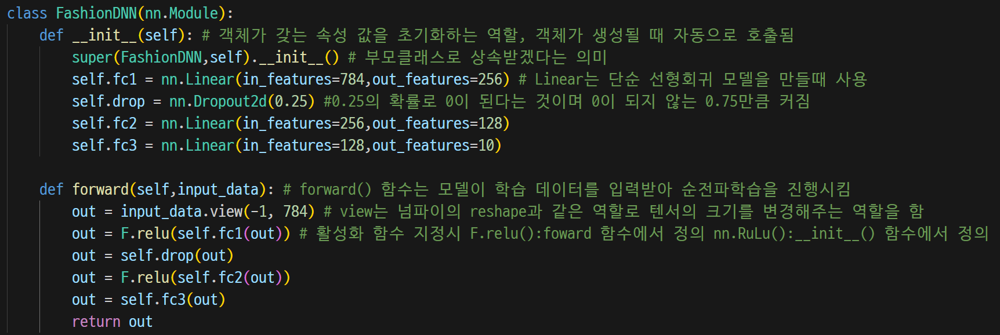 class FashionDNN(nn.Module):
    def __init__(self): # 객체가 갖는 속성 값을 초기화하는 역할, 객체가 생성될 때 자동으로 호출됨
        super(FashionDNN,self).__init__() # 부모클래스로 상속받겠다는 의미
        self.fc1 = nn.Linear(in_features=784,out_features=256) # Linear는 단순 선형회귀 모델을 만들때 사용
        self.drop = nn.Dropout2d(0.25) #0.25의 확률로 0이 된다는 것이며 0이 되지 않는 0.75만큼 커짐
        self.fc2 = nn.Linear(in_features=256,out_features=128)
        self.fc3 = nn.Linear(in_features=128,out_features=10)
    def forward(self,input_data): # forward() 함수는 모델이 학습 데이터를 입력받아 순전파학습을 진행시킴
        out = input_data.view(-1, 784) # view는 넘파이의 reshape과 같은 역할로 텐서의 크기를 변경해주는 역할을 함
        out = F.relu(self.fc1(out)) # 활성화 함수 지정시 F.relu():foward 함수에서 정의 nn.RuLu():__init__() 함수에서 정의
        out = self.drop(out)
        out = F.relu(self.fc2(out))
        out = self.fc3(out)
        return out